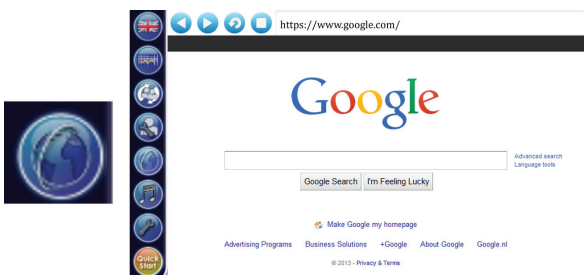 https://www.google.com/
Google
Advanced search
Language tools
Google Search I'm Feeling Lucky
Make Google my homepage
Advertising Programs Business Solutions +Google About Google Google.nl
© 2013 - Privacy & Terms
Quick
Start